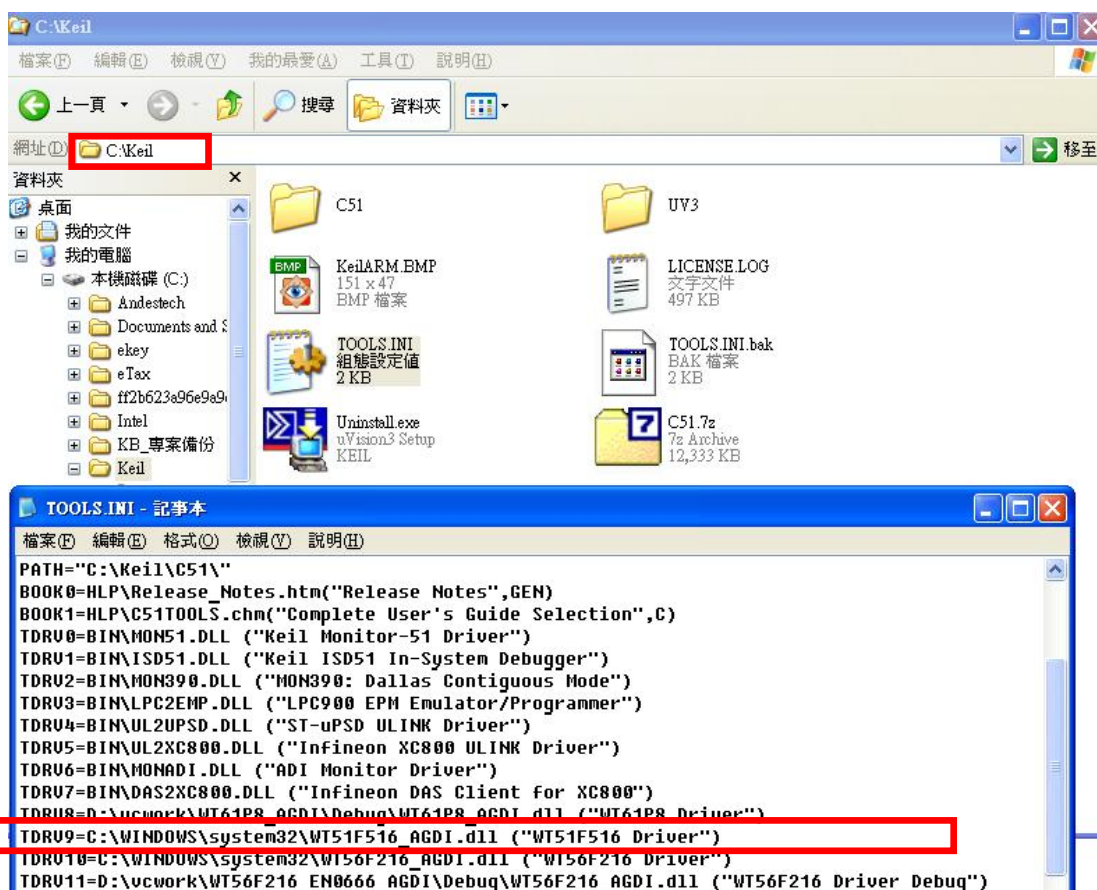 C:\Keil
檔案(F) 編輯(E) 檢視(V) 我的最愛(A) 工具(T) 說明(H)
上一頁 搜尋 資料夾
網址(D) C:\Keil 移至
資料夾 ×
桌面
我的文件
我的電腦
本機磁碟 (C:)
Andestech
Documents and S
ekey
eTax
ff2b623a96e9a9
Intel
KB_專案備份
Keil
C51
UV3
KeilARM.BMP
151 x 47
BMP 檔案
LICENSE.LOG
文字文件
497 KB
TOOLS.INI
組態設定值
2 KB
TOOLS.INI.bak
BAK 檔案
2 KB
Uninstall.exe
uVision3 Setup
KEIL
C51.7z
7z Archive
12,333 KB
TOOLS.INI - 記事本
檔案(F) 編輯(E) 格式(O) 檢視(V) 說明(H)
PATH="C:\Keil\C51\"
BOOK0=HLP\Release_Notes.htm("Release Notes",GEN)
BOOK1=HLP\C51TOOLS.chm("Complete User's Guide Selection",C)
TDRV0=BIN\MON51.DLL ("Keil Monitor-51 Driver")
TDRV1=BIN\ISD51.DLL ("Keil ISD51 In-System Debugger")
TDRV2=BIN\MON390.DLL ("MON390: Dallas Contiguous Mode")
TDRV3=BIN\LPC2EMP.DLL ("LPC900 EPM Emulator/Programmer")
TDRV4=BIN\UL2UPSD.DLL ("ST-uPSD ULINK Driver")
TDRV5=BIN\UL2XC800.DLL ("Infineon XC800 ULINK Driver")
TDRV6=BIN\MONADI.DLL ("ADI Monitor Driver")
TDRV7=BIN\DAS2XC800.DLL ("Infineon DAS Client for XC800")
TDRV8=D:\vcwork\WT61P8_AGDI\Debug\WT61P8_AGDI.dll ("WT61P8 Driver")
TDRV9=C:\WINDOWS\system32\WT51F516_AGDI.dll ("WT51F516 Driver")
TDRV10=C:\WINDOWS\system32\WT56F216_AGDI.dll ("WT56F216 Driver")
TDRV11=D:\vcwork\WT56F216_EN0666_AGDI\Debug\WT56F216_AGDI.dll ("WT56F216 Driver Debug")